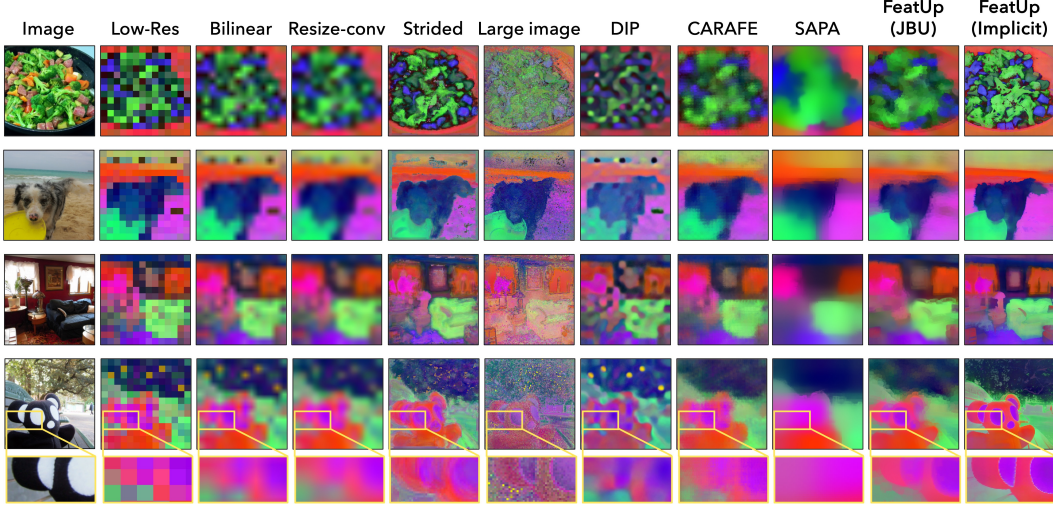 Image Low-Res Bilinear Resize-conv Strided Large image DIP CARAFE SAPA FeatUp (JBU) FeatUp (Implicit)